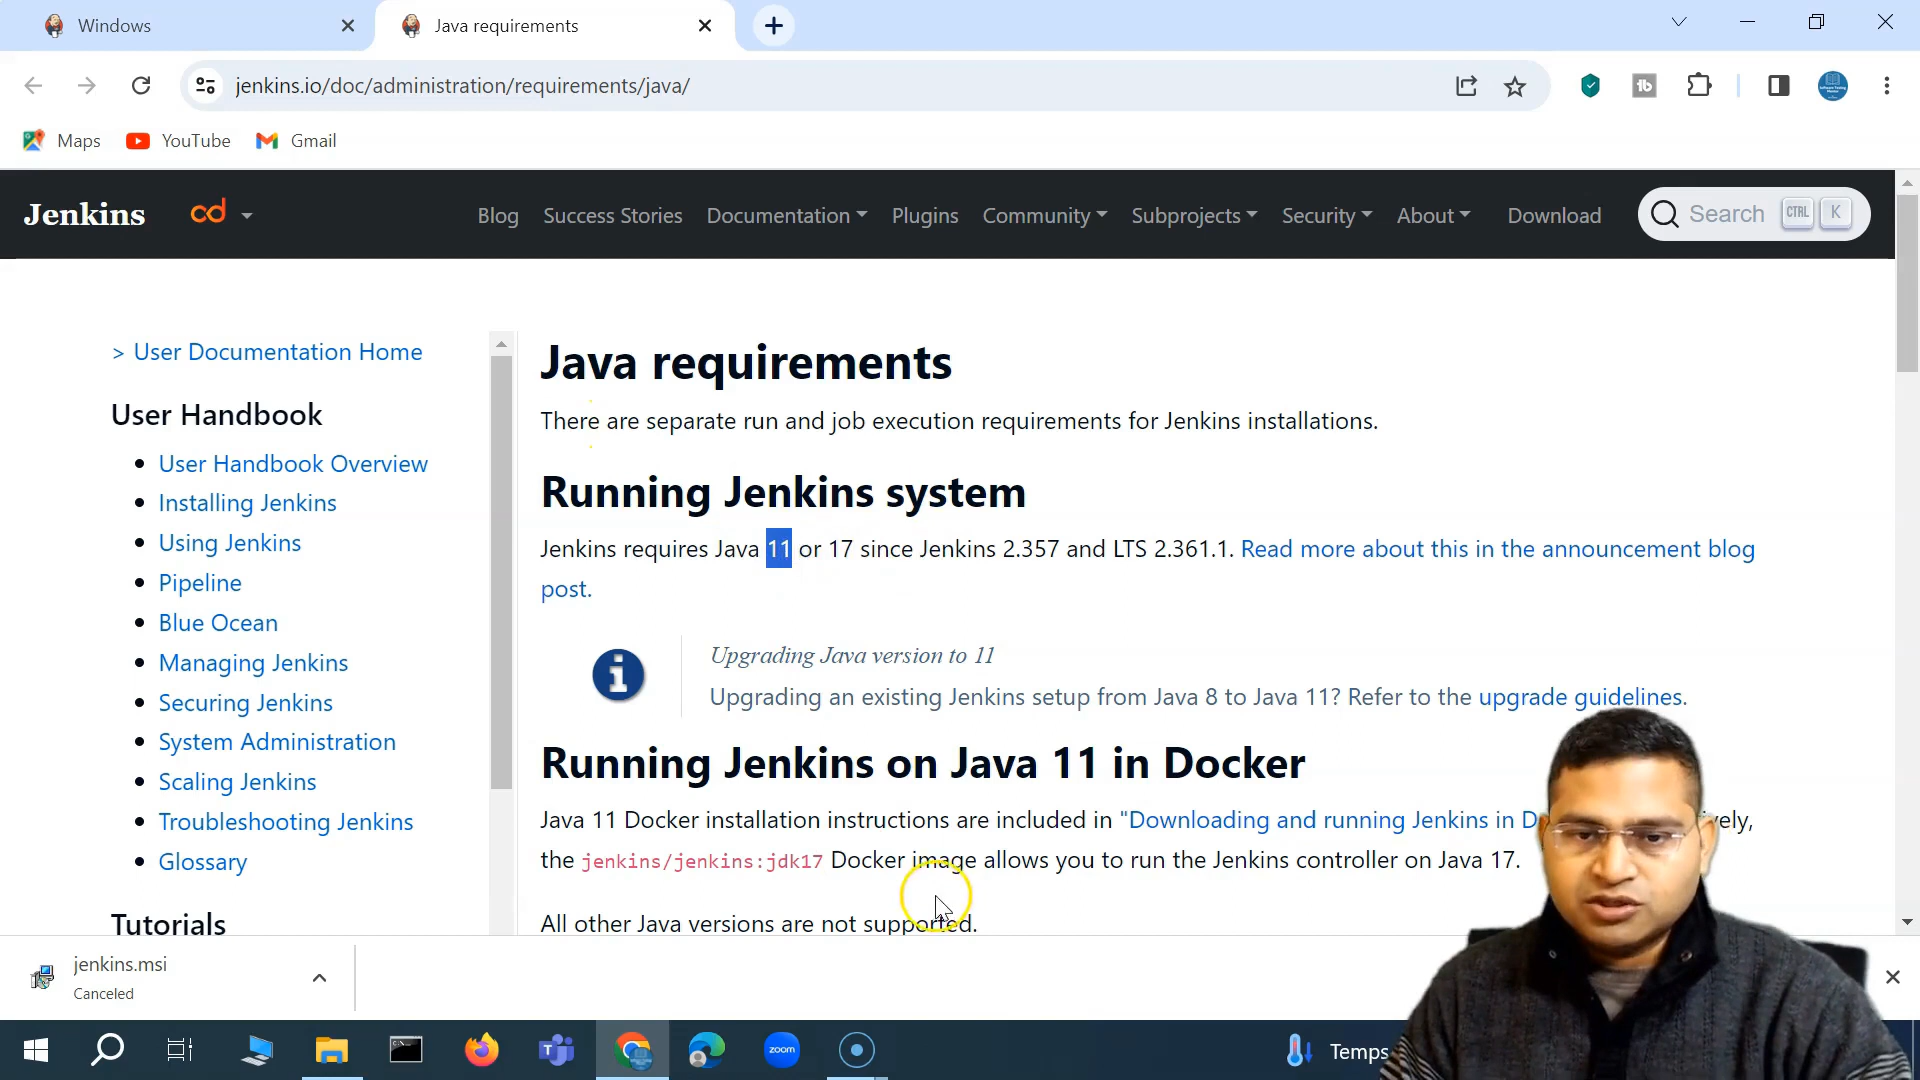 Windows
Java requirements
jenkins.io/doc/administration/requirements/java/
Maps
YouTube
Gmail
Jenkins
cd
Blog
Success Stories
Documentation
Plugins
Community
Subprojects
Security
About
Download
Search
CTRL
K
> User Documentation Home
User Handbook
User Handbook Overview
Installing Jenkins
Using Jenkins
Pipeline
Blue Ocean
Managing Jenkins
Securing Jenkins
System Administration
Scaling Jenkins
Troubleshooting Jenkins
Glossary
Tutorials
Java requirements
There are separate run and job execution requirements for Jenkins installations.
Running Jenkins system
Jenkins requires Java 11 or 17 since Jenkins 2.357 and LTS 2.361.1. Read more about this in the announcement blog
post.
Upgrading Java version to 11
Upgrading an existing Jenkins setup from Java 8 to Java 11? Refer to the upgrade guidelines.
Running Jenkins on Java 11 in Docker
Java 11 Docker installation instructions are included in "Downloading and running Jenkins in D
the jenkins/jenkins:jdk17 Docker image allows you to run the Jenkins controller on Java 17.
All other Java versions are not supported.
jenkins.msi
Canceled
zoom
Temps